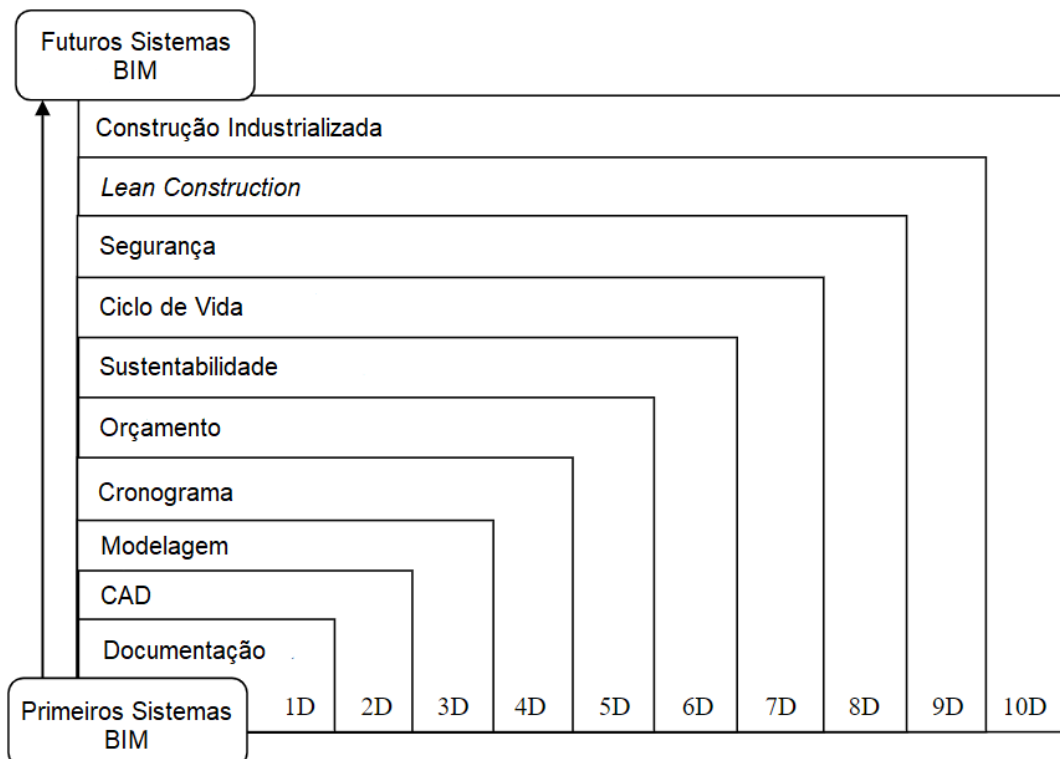 Futuros Sistemas
BIM
Construção Industrializada
Lean Construction
Segurança
Ciclo de Vida
Sustentabilidade
Orçamento
Cronograma
Modelagem
CAD
Documentação
Primeiros Sistemas
BIM
1D 2D 3D 4D 5D 6D 7D 8D 9D 10D